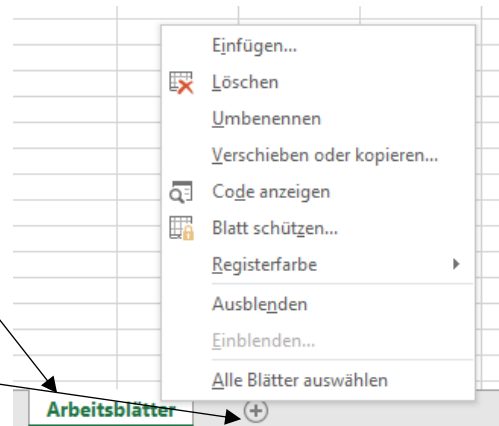 Einfügen...
Löschen
Umbenennen
Verschieben oder kopieren...
Code anzeigen
Blatt schützen...
Registerfarbe
Ausblenden
Einblenden...
Alle Blätter auswählen
Arbeitsblätter